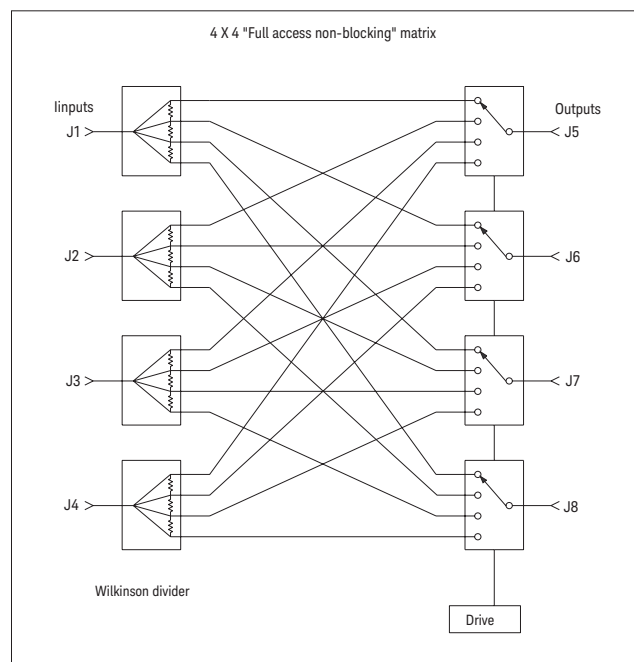 4 X 4 "Full access non-blocking" matrix
Iinputs
Outputs
J1
J5
J2
J6
J3
J7
J4
J8
Wilkinson divider
Drive